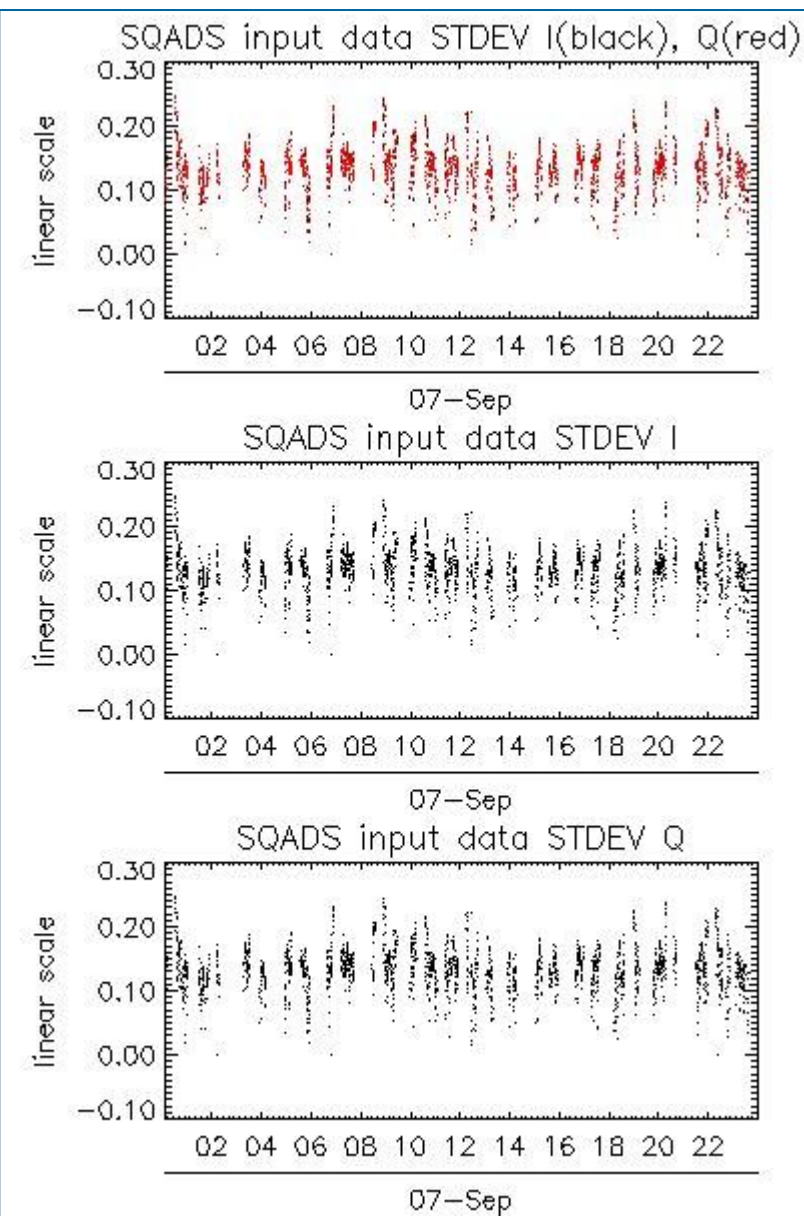 SQADS input data STDEV I(black), Q(red)
0.30
0.20
0.10
0.00
-0.10
linear scale
02 04 06 08 10 12 14 16 18 20 22
07-Sep
SQADS input data STDEV I
0.30
0.20
0.10
0.00
-0.10
linear scale
02 04 06 08 10 12 14 16 18 20 22
07-Sep
SQADS input data STDEV Q
0.30
0.20
0.10
0.00
-0.10
linear scale
02 04 06 08 10 12 14 16 18 20 22
07-Sep